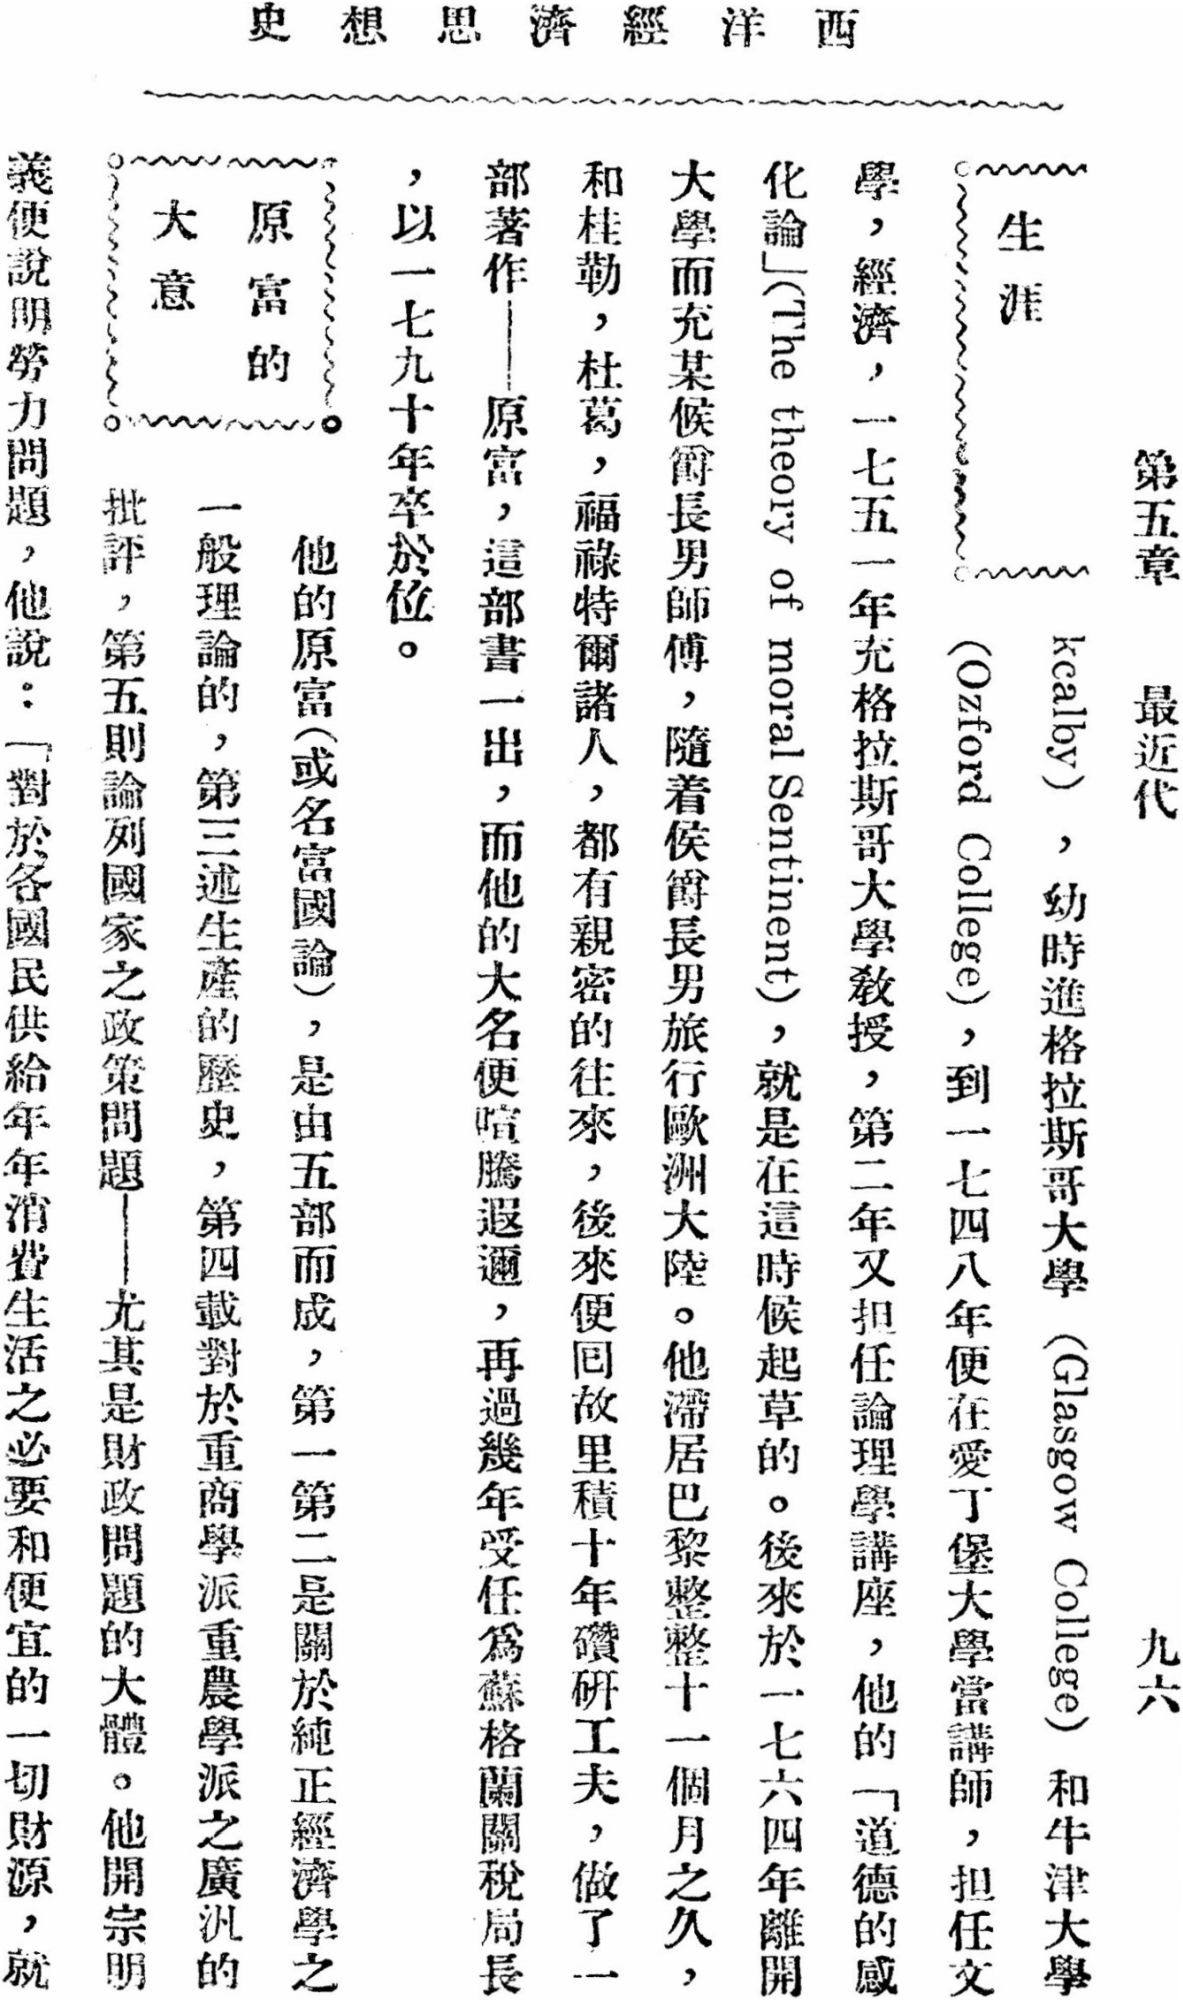 西洋經濟思想史
第五章 最近代 九六
生涯
kcalby），幼時進格拉斯哥大學（Glasgow College）和牛津大學
（Ozford College），到一七四八年便在愛丁堡大學當講師，担任文
學，經濟，一七五一年充格拉斯哥大學教授，第二年又担任論理學講座，他的「道德的感
化論」（The theory of moral Sentinent），就是在這時候起草的。後來於一七六四年離開
大學而充某候爵長男師傅，隨着侯爵長男旅行歐洲大陸。他滯居巴黎整整十一個月之久，
和桂勒，杜葛，福祿特爾諸人，都有親密的往來，後來便囘故里積十年鑽硏工夫，做了一
部著作——原富，這部書一出，而他的大名便喧騰遐邇，再過幾年受任爲蘇格蘭關稅局長
，以一七九十年卒於位。
原富的
大意
他的原富（或名富國論），是由五部而成，第一第二是關於純正經濟學之
一般理論的，第三述生產的歷史，第四載對於重商學派重農學派之廣汎的
批評，第五則論列國家之政策問題——尤其是財政問題的大體。他開宗明
義便說明勞力問題，他說：「對於各國民供給年年消費生活之必要和便宜的一切財源，就